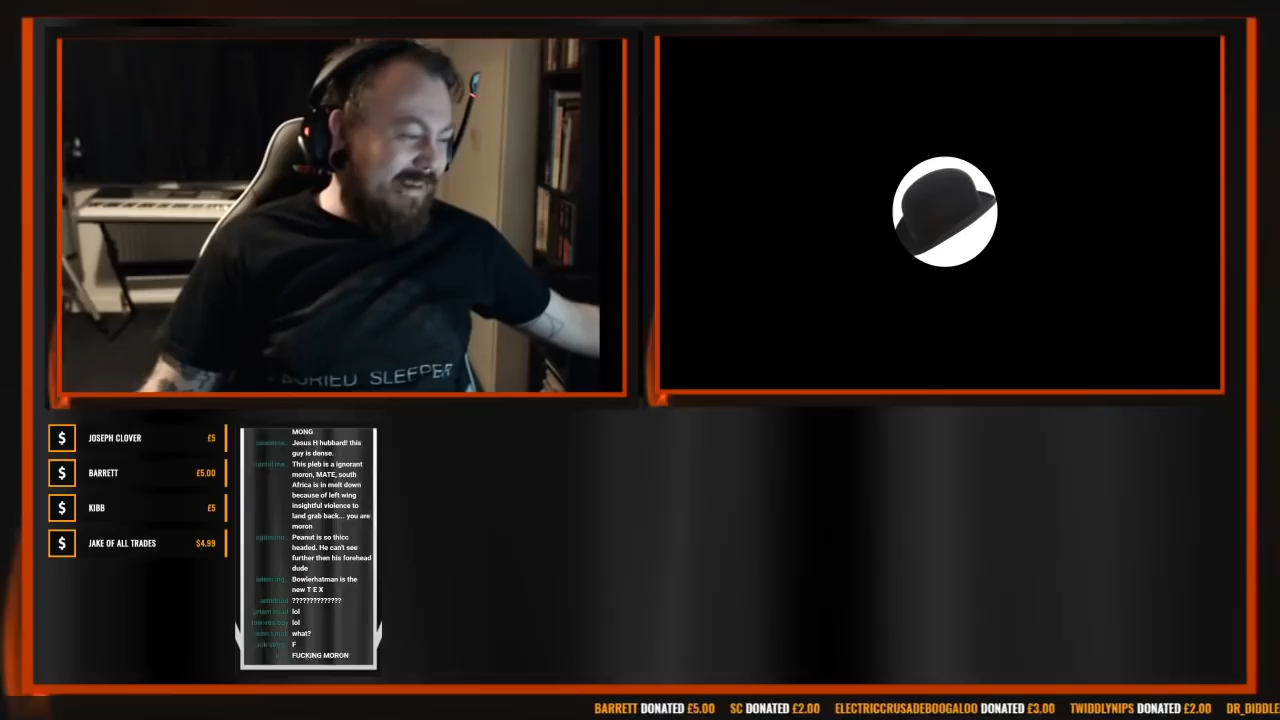 BURIED SLEEPER
$ JOSEPH CLOVER £5
$ BARRETT £5.00
$ KIBB £5
$ JAKE OF ALL TRADES $4.99
MONG
Jesus H hubbard! this
guy is dense.
This pleb is a ignorant
moron, MATE, south
Africa is in melt down
because of left wing
insightful violence to
land grab back... you are
moron
Peanut is so thicc
headed. He can't see
further then his forehead
dude
Bowlerhatman is the
new T E X
??????????????
lol
lol
what?
F
FUCKING MORON
BARRETT DONATED £5.00 SC DONATED £2.00 ELECTRICCRUSADEBOOGALOO DONATED £3.00 TWIDDLYNIPS DONATED £2.00 DR_DIDDLE